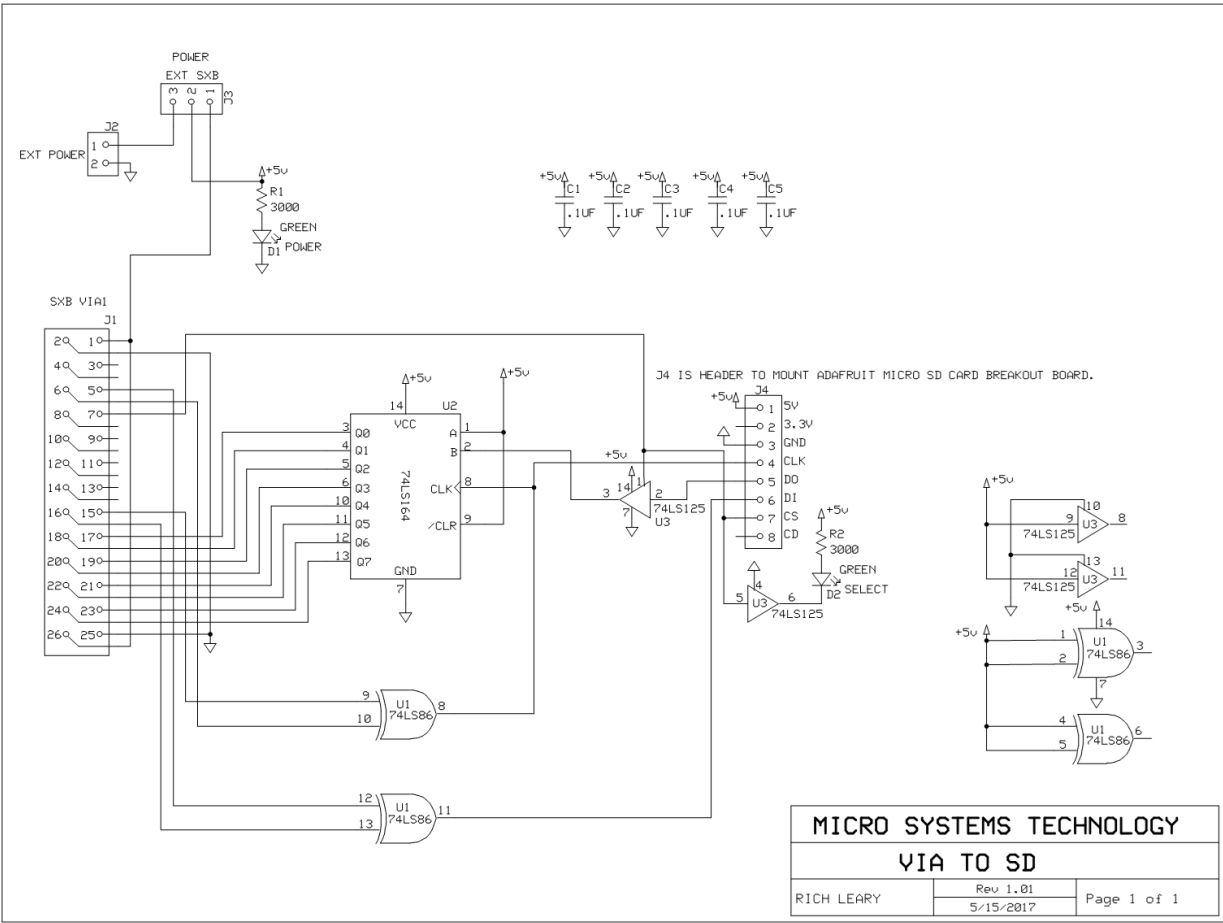 POWER
EXT SXB
3 2 1
J3
J2
EXT POWER
1
2
+5v
R1
3000
GREEN
D1 POWER
+5v C1 .1UF
+5v C2 .1UF
+5v C3 .1UF
+5v C4 .1UF
+5v C5 .1UF
SXB VIA1
J1
2 1
4 3
6 5
8 7
10 9
12 11
14 13
16 15
18 17
20 19
22 21
24 23
26 25
+5v
+5v
14 U2
VCC
3 Q0
4 Q1
5 Q2
6 Q3
10 Q4
11 Q5
12 Q6
13 Q7
74LS164
A 1
B 2
CLK 8
/CLR 9
GND
7
J4 IS HEADER TO MOUNT ADAFRUIT MICRO SD CARD BREAKOUT BOARD.
J4
+5v
1 5V
2 3.3V
3 GND
4 CLK
5 DO
6 DI
7 CS
8 CD
+5v
14 1
3 2
7 74LS125
U3
+5v
R2
3000
GREEN
D2 SELECT
4
5 U3 6
74LS125
+5v
10
9 U3 8
74LS125
13
12 U3 11
74LS125
+5v
+5v
14
1 U1 3
2 74LS86
7
4 U1 6
5 74LS86
9 U1 8
10 74LS86
12 U1 11
13 74LS86
MICRO SYSTEMS TECHNOLOGY
VIA TO SD
RICH LEARY
Rev 1.01
5/15/2017
Page 1 of 1